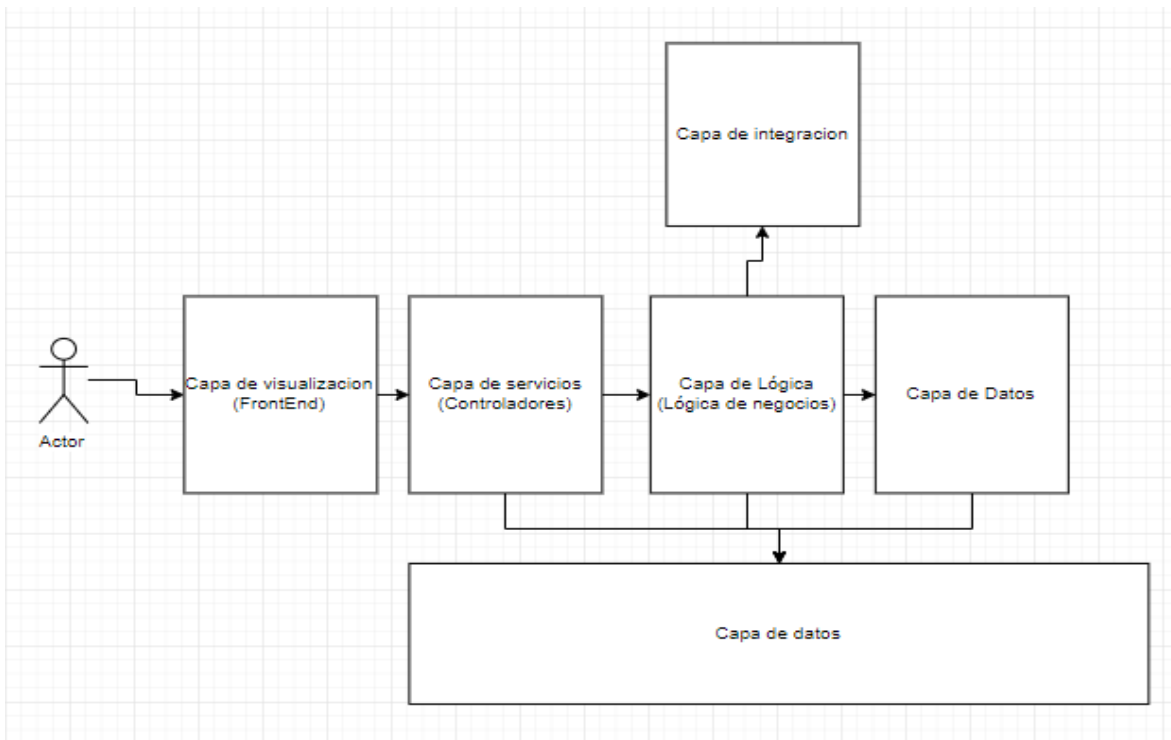 Capa de integracion
Capa de visualizacion
(FrontEnd)
Capa de servicios
(Controladores)
Capa de Lógica
(Lógica de negocios)
Capa de Datos
Actor
Capa de datos